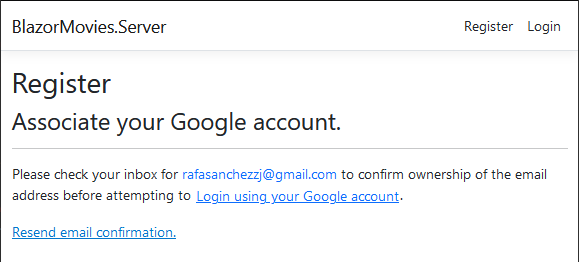 BlazorMovies.Server Register Login
Register
Associate your Google account.
Please check your inbox for rafasanchezzj@gmail.com to confirm ownership of the email
address before attempting to Login using your Google account.
Resend email confirmation.